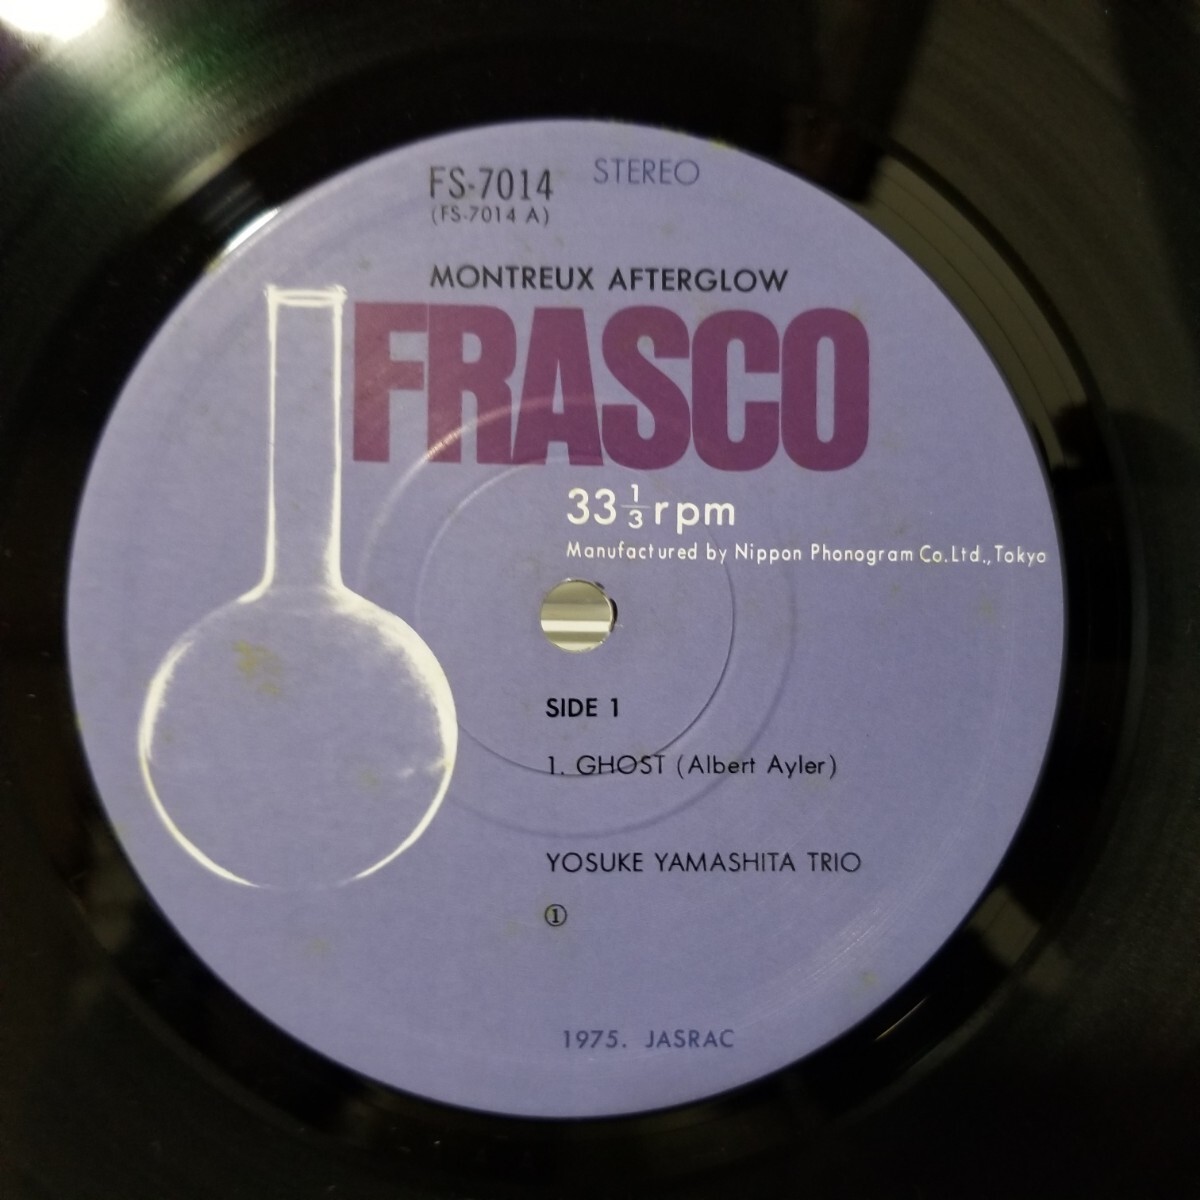 FS-7014 STEREO
(FS-7014 A)
MONTREUX AFTERGLOW
FRASCO
33 1/3 rpm
Manufactured by Nippon Phonogram Co.Ltd.,Tokyo
SIDE 1
1. GHOST (Albert Ayler)
YOSUKE YAMASHITA TRIO
①
1975. JASRAC